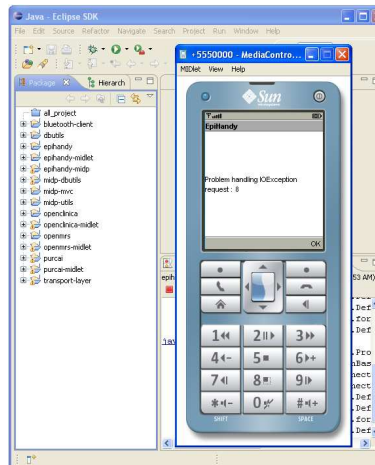 Java - Eclipse SDK
File Edit Source Refactor Navigate Search Project Run Window Help
Package
Hierarch
all_project
bluetooth-client
dbutils
epihandy
epihandy-midlet
epihandy-midp
midp-dbutils
midp-mvc
midp-utils
openclinica
openclinica-midlet
openmrs
openmrs-midlet
purcai
purcai-midlet
transport-layer
+5550000 - MediaContro...
MIDlet View Help
Sun
EpiHandy
Problem handling IOException
request : 8
OK
1 2 3
4 5 6
7 8 9
* 0 #
SHIFT SPACE
epih
53 AM)
.Def
.for
.Def
.Pro
nBas
nect
nect
.Def
.Def
.for
.Def